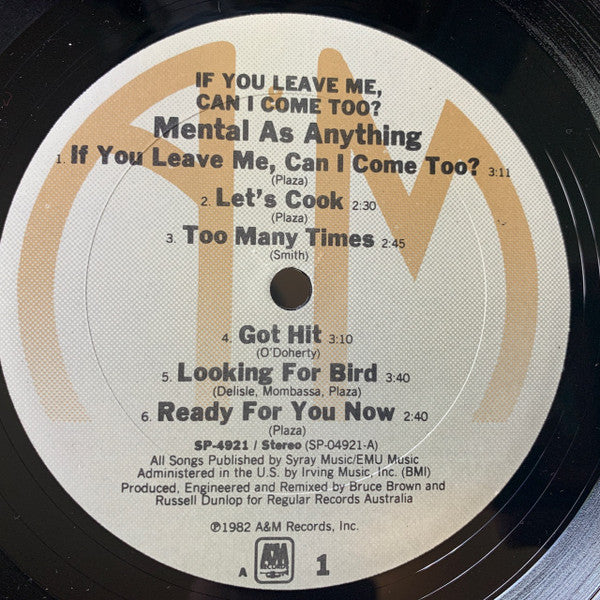 IF YOU LEAVE ME,
CAN I COME TOO?
Mental As Anything
1. If You Leave Me, Can I Come Too? 3:11
(Plaza)
2. Let's Cook 2:30
(Plaza)
3. Too Many Times 2:45
(Smith)
4. Got Hit 3:10
(O'Doherty)
5. Looking For Bird 3:40
(Delisle, Mombassa, Plaza)
6. Ready For You Now 2:40
(Plaza)
SP-4921 / Stereo (SP-04921-A)
All Songs Published by Syray Music/EMU Music
Administered in the U.S. by Irving Music, Inc. (BMI)
Produced, Engineered and Remixed by Bruce Brown and
Russell Dunlop for Regular Records Australia
℗1982 A&M Records, Inc.
A A&M RECORDS 1